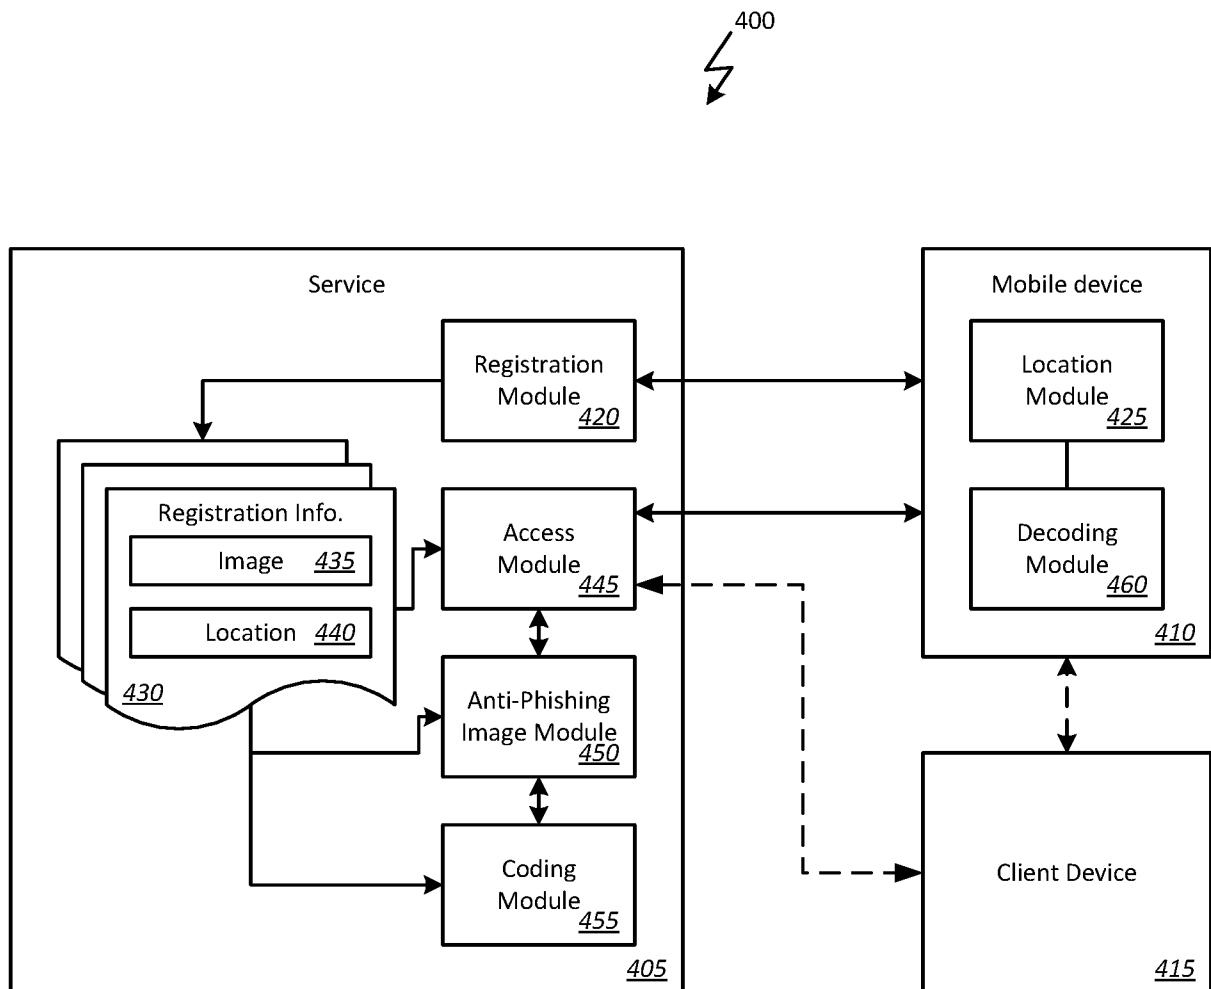 400
Service
Registration
Module
420
Registration Info.
Image 435
Location 440
430
Access
Module
445
Anti-Phishing
Image Module
450
Coding
Module
455
405
Mobile device
Location
Module
425
Decoding
Module
460
410
Client Device
415